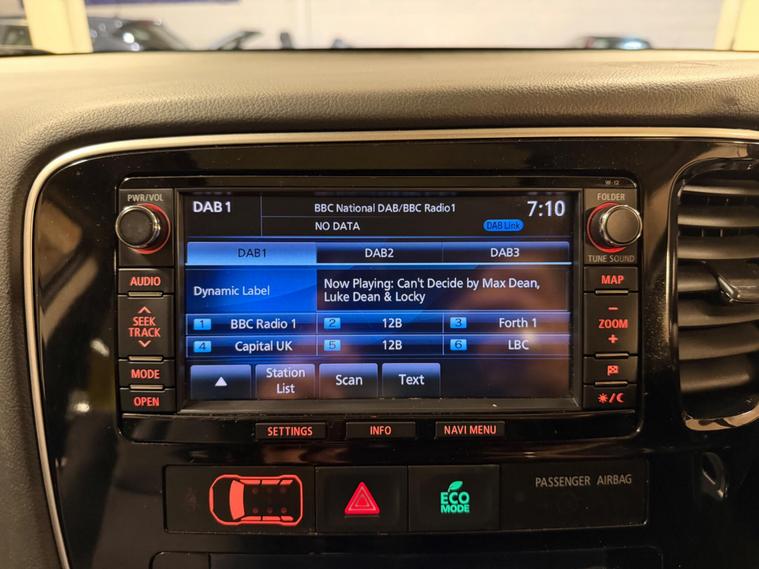 W-12
PWR/VOL
FOLDER
DAB 1
BBC National DAB/BBC Radio1
7:10
NO DATA
DAB Link
TUNE SOUND
DAB1
DAB2
DAB3
AUDIO
MAP
Dynamic Label
Now Playing: Can't Decide by Max Dean,
Luke Dean & Locky
SEEK
TRACK
ZOOM
1 BBC Radio 1
2 12B
3 Forth 1
4 Capital UK
5 12B
6 LBC
MODE
Station
List
Scan
Text
OPEN
SETTINGS
INFO
NAVI MENU
ECO
MODE
PASSENGER AIRBAG